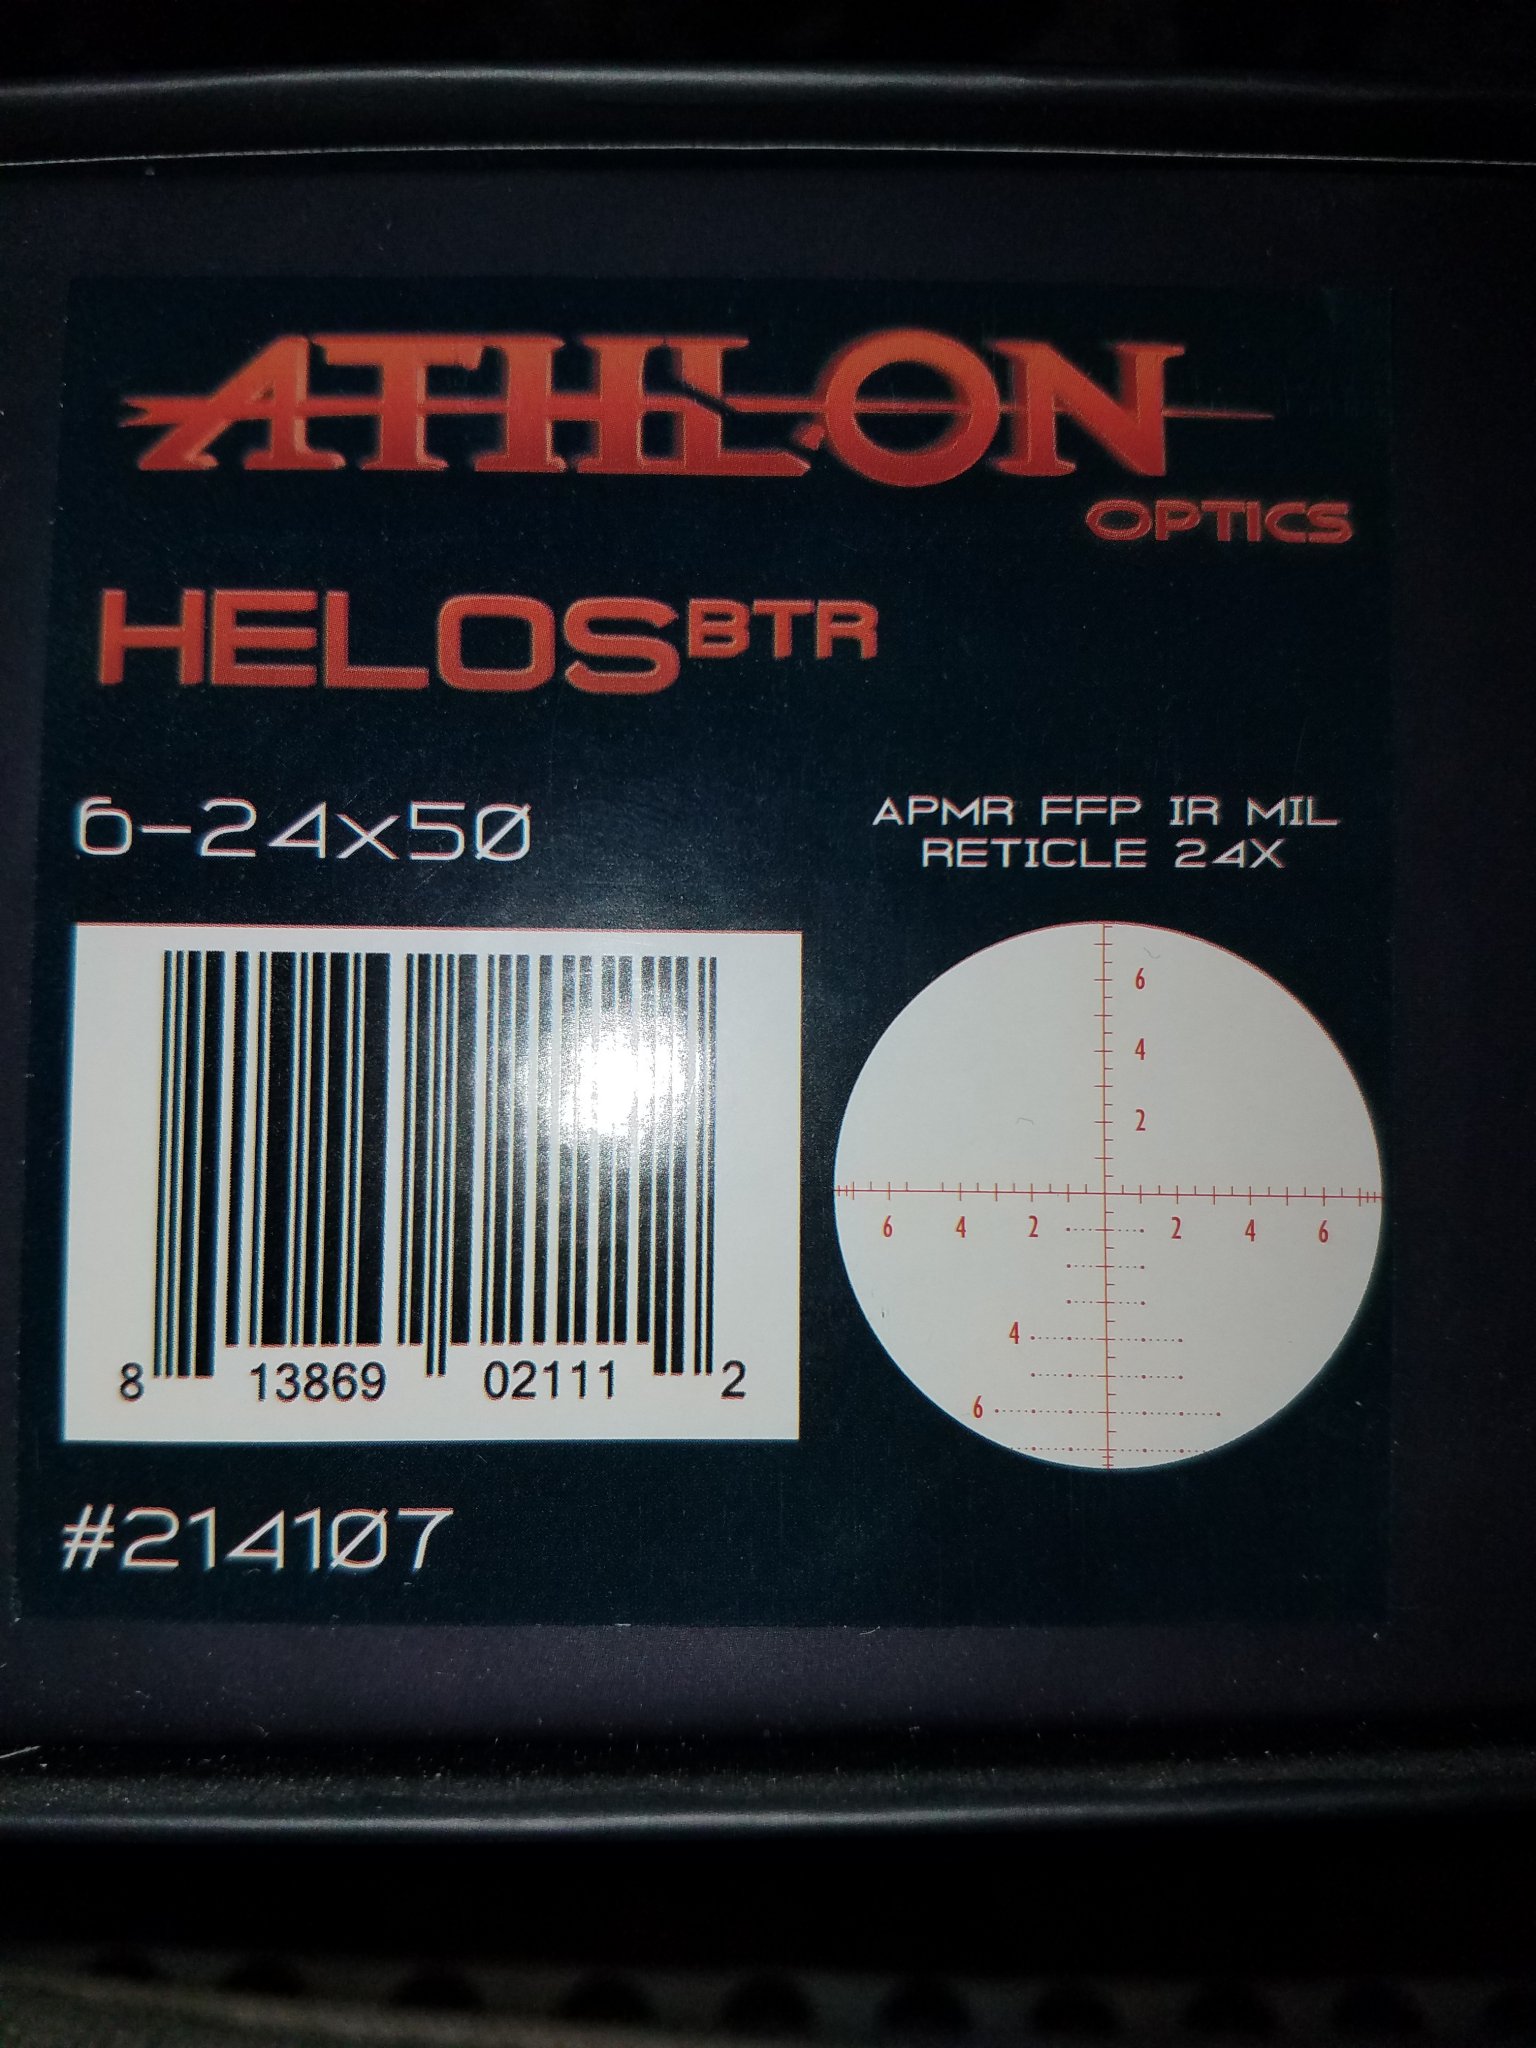 ATHLON
OPTICS
HELOS BTR
6-24x50
APMR FFP IR MIL
RETICLE 24X
6
4
2
6 4 2 2 4 6
4
6
8 13869 02111 2
#214107